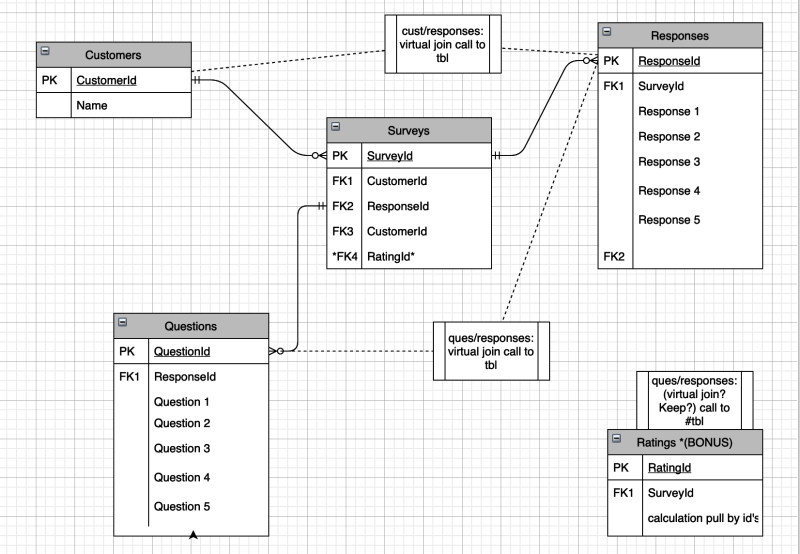 cust/responses:
virtual join call to
tbl
Customers
PK CustomerId
Name
Responses
PK ResponseId
FK1 SurveyId
Response 1
Response 2
Response 3
Response 4
Response 5
FK2
Surveys
PK SurveyId
FK1 CustomerId
FK2 ResponseId
FK3 CustomerId
*FK4 RatingId*
Questions
PK QuestionId
FK1 ResponseId
Question 1
Question 2
Question 3
Question 4
Question 5
ques/responses:
virtual join call to
tbl
ques/responses:
(virtual join?
Keep?) call to
#tbl
Ratings *(BONUS)
PK RatingId
FK1 SurveyId
calculation pull by id's